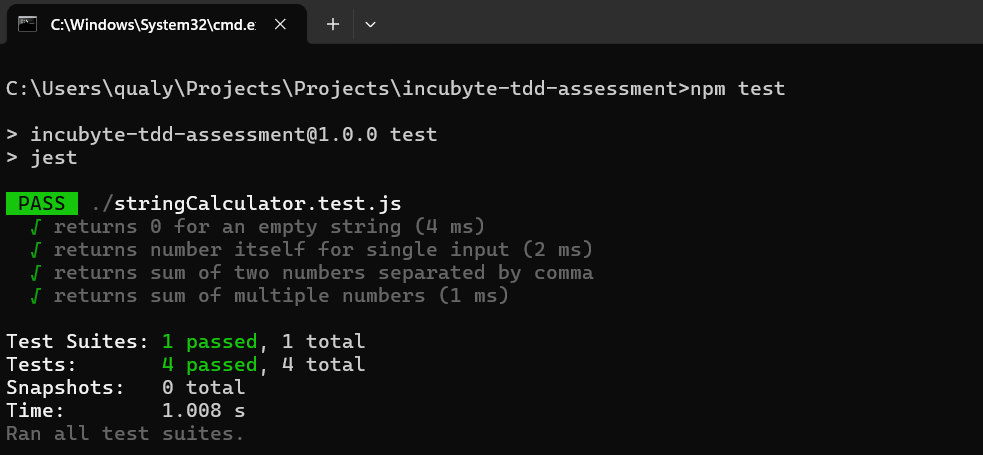 C:\Windows\System32\cmd.e
C:\Users\qualy\Projects\Projects\incubyte-tdd-assessment>npm test
> incubyte-tdd-assessment@1.0.0 test
> jest
PASS ./stringCalculator.test.js
√ returns 0 for an empty string (4 ms)
√ returns number itself for single input (2 ms)
√ returns sum of two numbers separated by comma
√ returns sum of multiple numbers (1 ms)
Test Suites: 1 passed, 1 total
Tests: 4 passed, 4 total
Snapshots: 0 total
Time: 1.008 s
Ran all test suites.